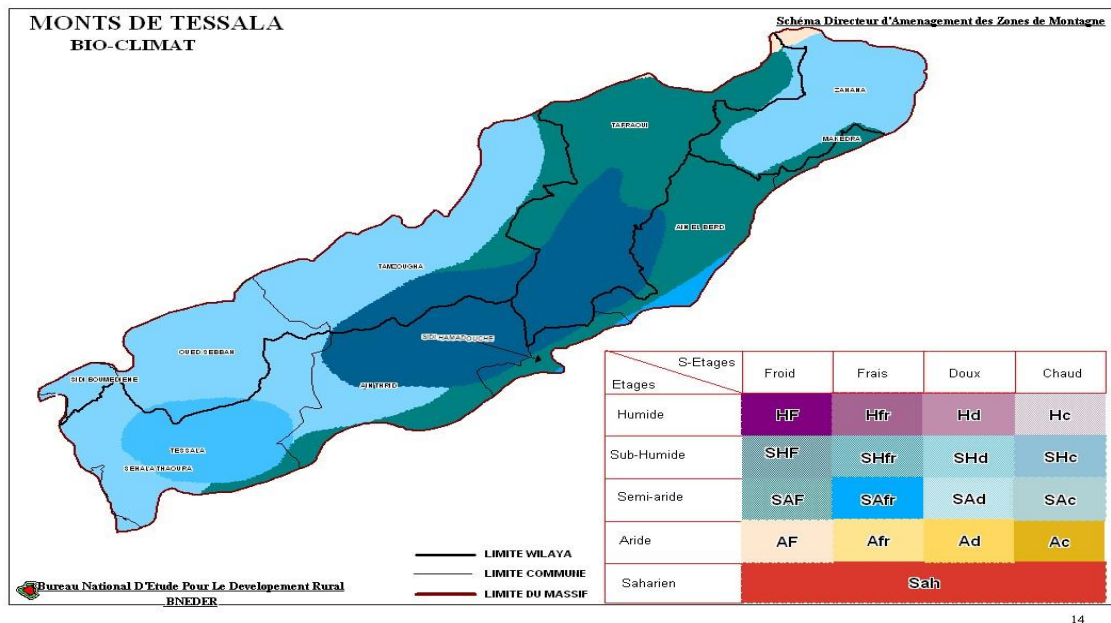 MONTS DE TESSALA
BIO-CLIMAT
Schéma Directeur d'Amenagement des Zones de Montagne
ZAHANA
TAFRAOUI
MAKEDRA
AIN EL BERD
TAMZOUGHA
SIDI HAMADOUCHE
OUED SEBBAH
SIDI BOUMEDIENE
AIN THRID
TESSALA
SEHALA THAOURA
S-Etages
Etages
Froid Frais Doux Chaud
Humide HF Hfr Hd Hc
Sub-Humide SHF SHfr SHd SHc
Semi-aride SAF SAfr SAd SAc
Aride AF Afr Ad Ac
Saharien Sah
LIMITE WILAYA
LIMITE COMMUNE
LIMITE DU MASSIF
Bureau National D'Etude Pour Le Developement Rural
BNEDER
14